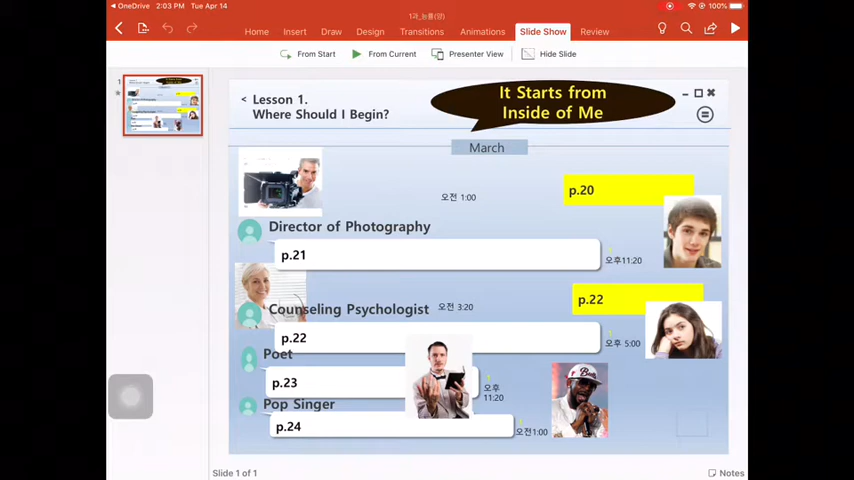 OneDrive 2:03 PM Tue Apr 14
100%
1과_능률(양)
Home Insert Draw Design Transitions Animations Slide Show Review
From Start From Current Presenter View Hide Slide
1
< Lesson 1.
Where Should I Begin?
It Starts from
Inside of Me
March
오전 1:00
p.20
Director of Photography
p.21
오후11:20
Counseling Psychologist
오전 3:20
p.22
p.22
오후 5:00
Poet
p.23
오후
11:20
Pop Singer
p.24
오전1:00
Slide 1 of 1
Notes